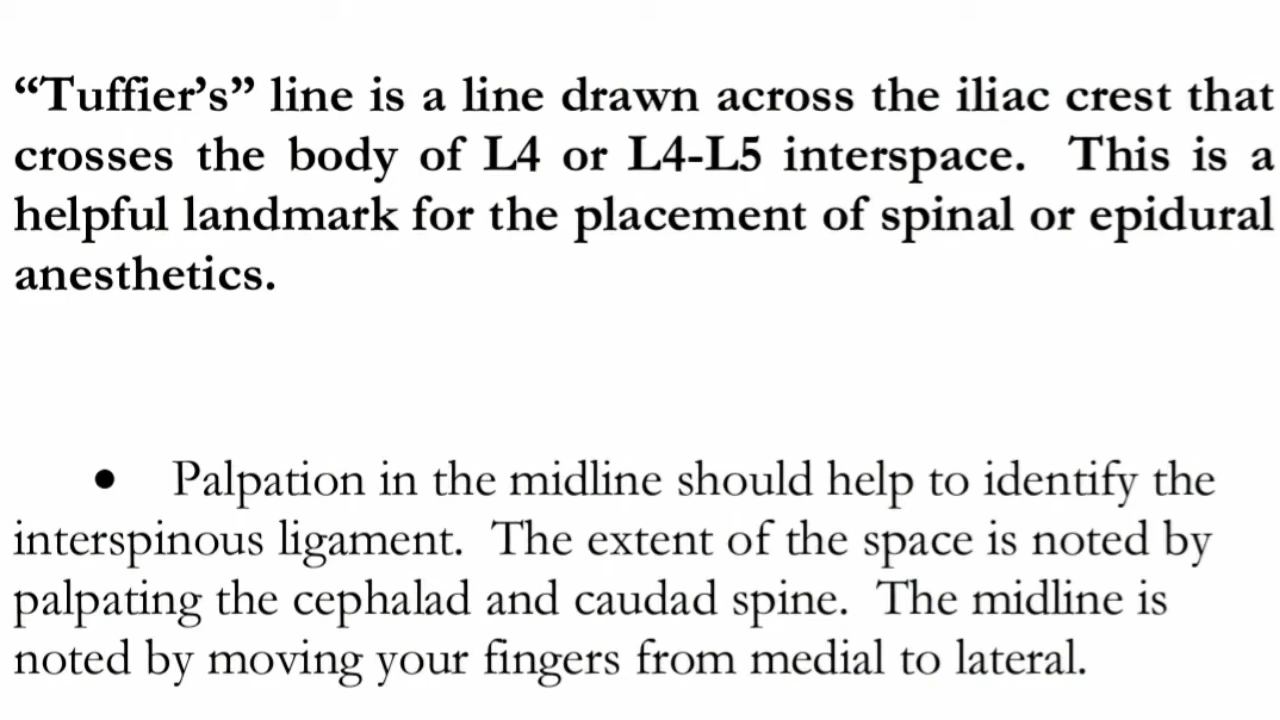 “Tuffier’s” line is a line drawn across the iliac crest that
crosses the body of L4 or L4-L5 interspace.  This is a
helpful landmark for the placement of spinal or epidural
anesthetics.
• Palpation in the midline should help to identify the
interspinous ligament.  The extent of the space is noted by
palpating the cephalad and caudad spine.  The midline is
noted by moving your fingers from medial to lateral.